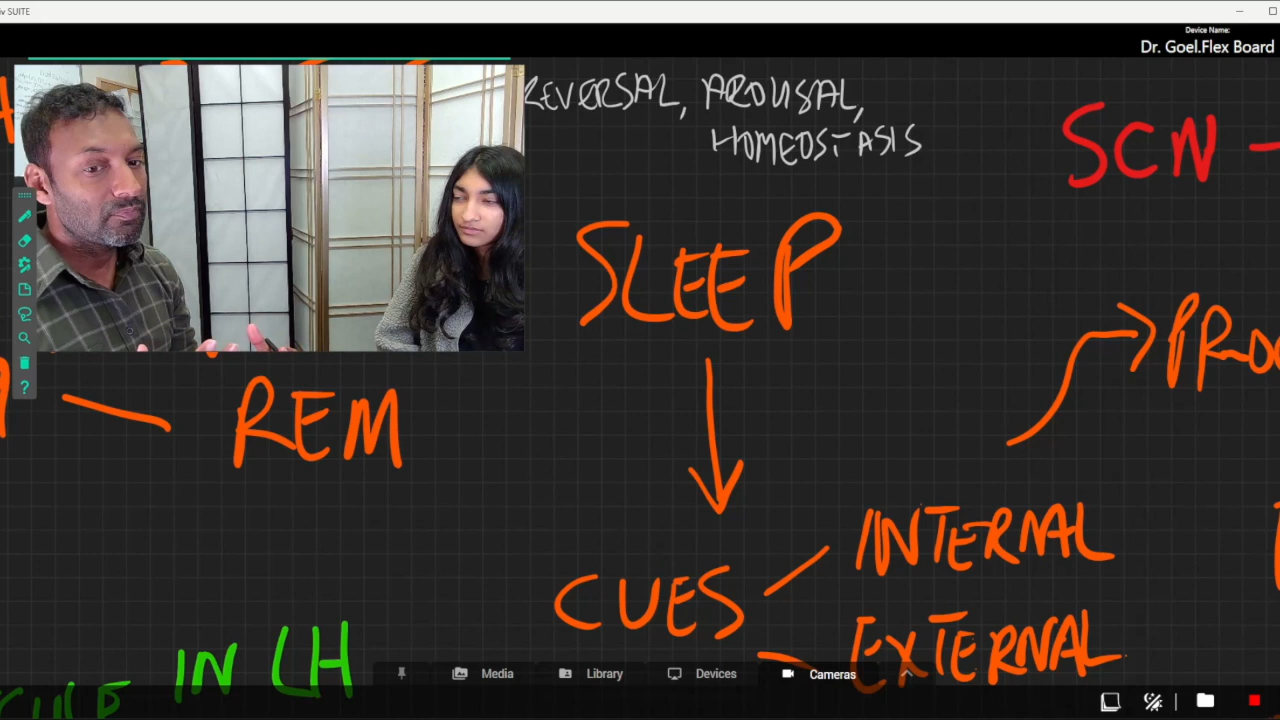 SUITE
Device Name:
Dr. Goel.Flex Board
REVERSAL, AROUSAL,
HOMEOSTASIS
SCN -
SLEEP
REM
CUES
INTERNAL
EXTERNAL
IN LH
Media
Library
Devices
Cameras